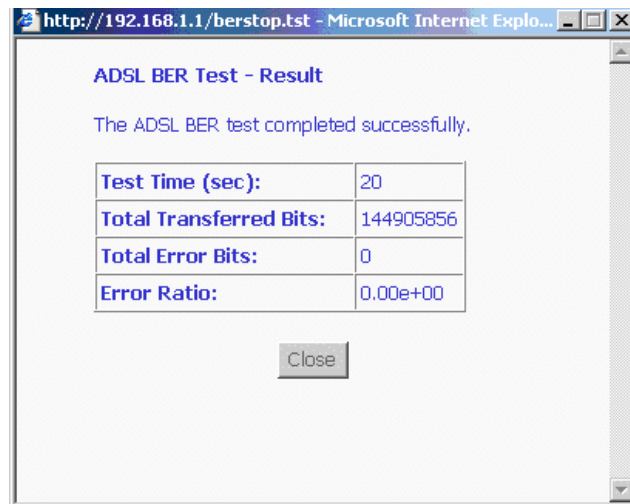 http://192.168.1.1/berstop.tst - Microsoft Internet Explo...
ADSL BER Test - Result
The ADSL BER test completed successfully.
Test Time (sec): 20
Total Transferred Bits: 144905856
Total Error Bits: 0
Error Ratio: 0.00e+00
Close